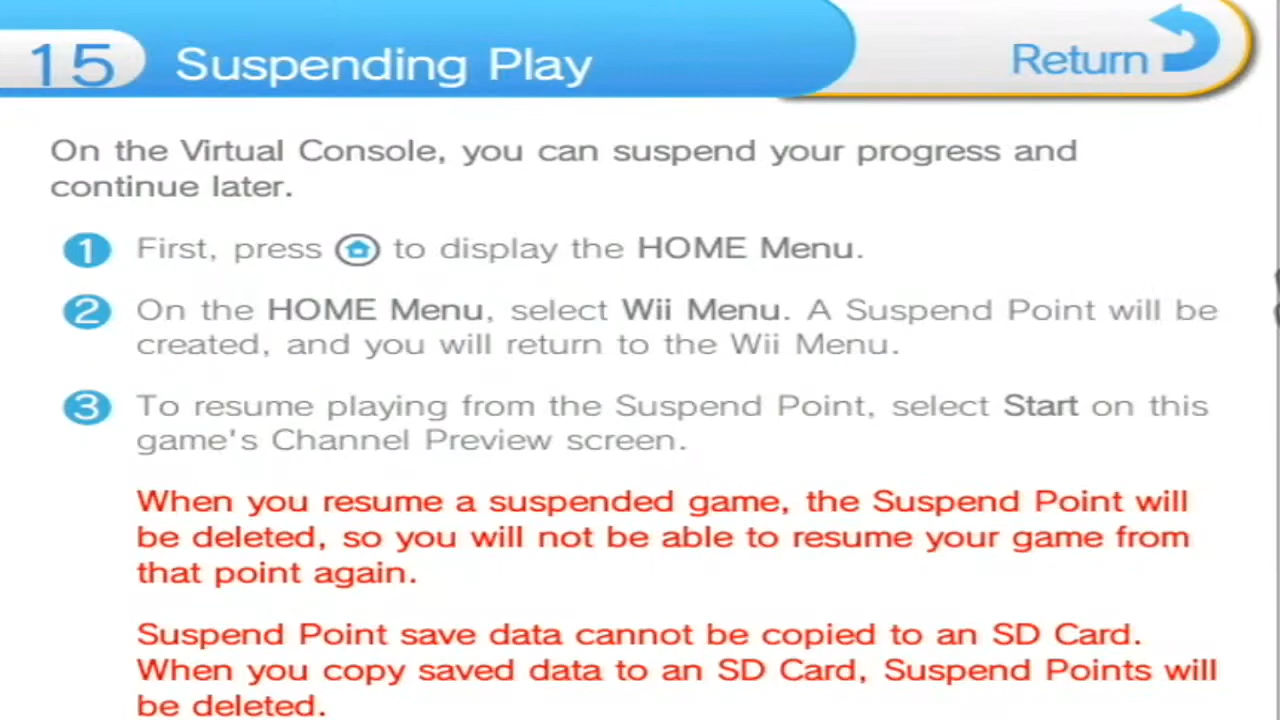 15 Suspending Play Return
On the Virtual Console, you can suspend your progress and
continue later.
1 First, press to display the HOME Menu.
2 On the HOME Menu, select Wii Menu. A Suspend Point will be
created, and you will return to the Wii Menu.
3 To resume playing from the Suspend Point, select Start on this
game's Channel Preview screen.
When you resume a suspended game, the Suspend Point will
be deleted, so you will not be able to resume your game from
that point again.
Suspend Point save data cannot be copied to an SD Card.
When you copy saved data to an SD Card, Suspend Points will
be deleted.